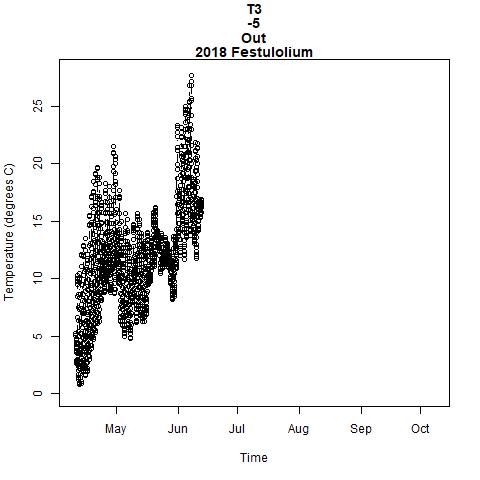 T3
-5
Out
2018 Festulolium
Temperature (degrees C)
25
20
15
10
5
0
May Jun Jul Aug Sep Oct
Time